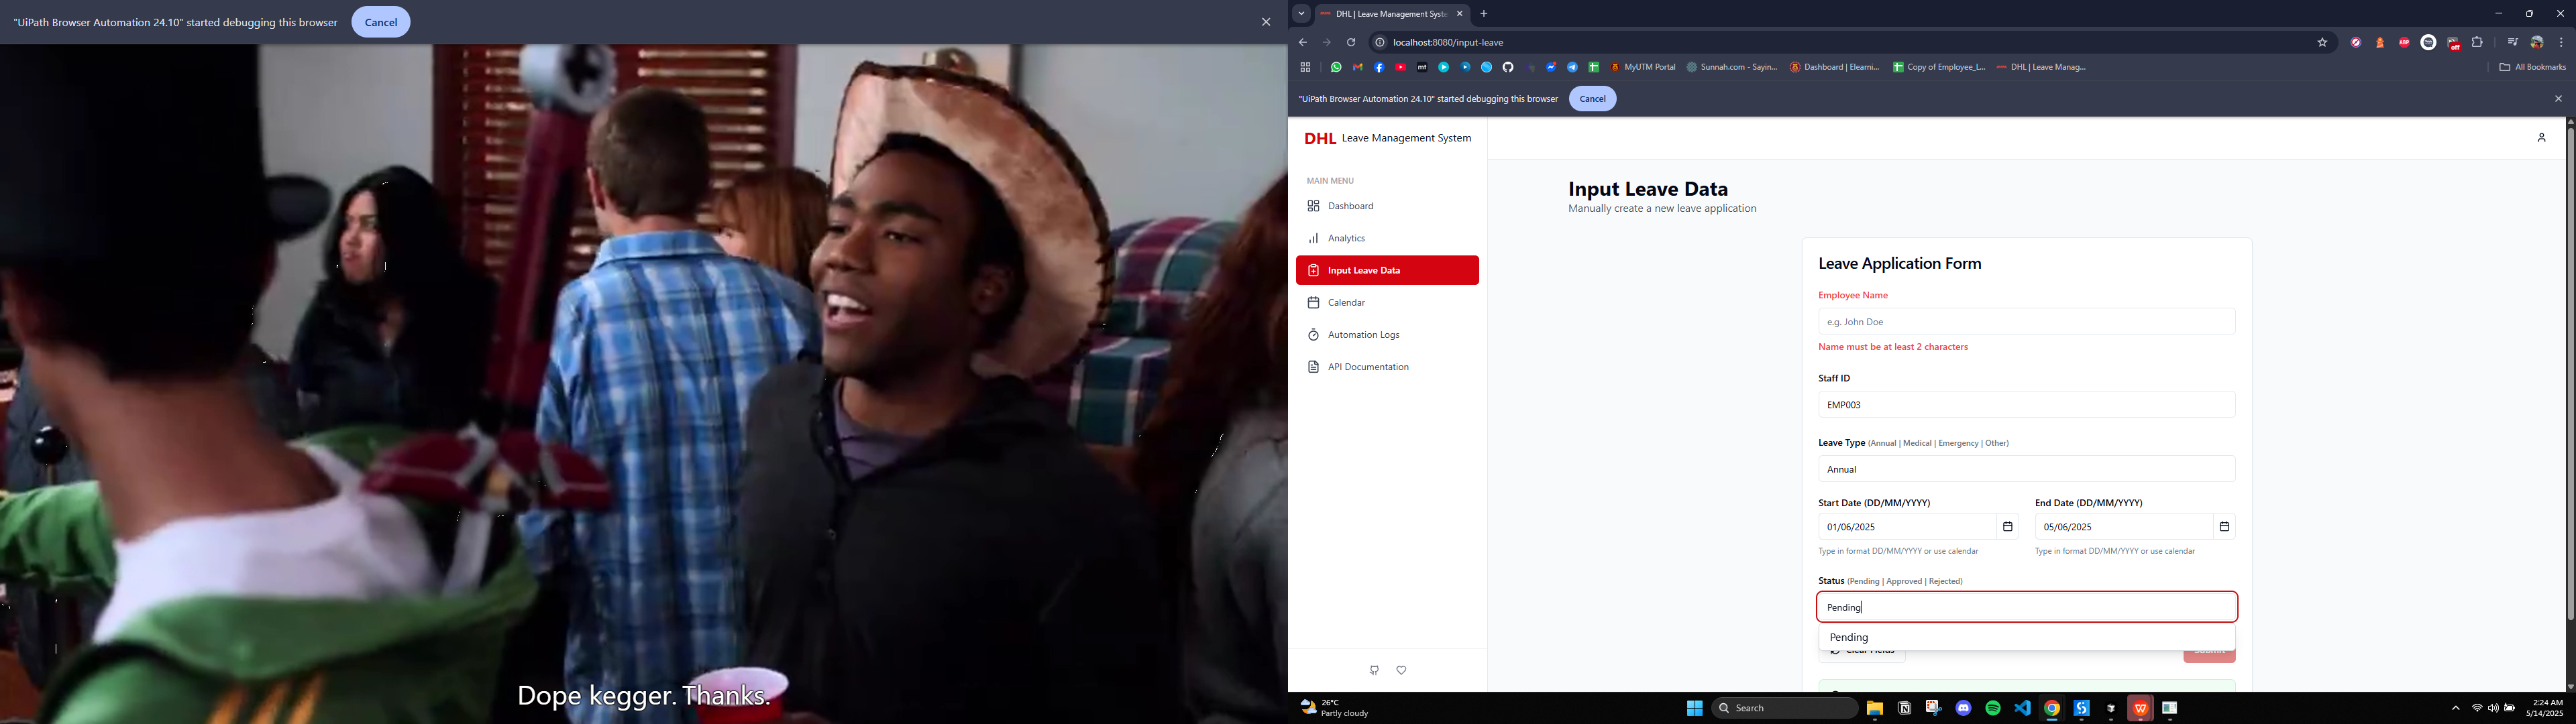 "UiPath Browser Automation 24.10" started debugging this browser
Cancel
Dope kegger. Thanks.
DHL | Leave Management Syste
localhost:8080/input-leave
ABP
off
mt
MyUTM Portal
Sunnah.com - Sayin...
Dashboard | Elearni...
Copy of Employee_L...
DHL | Leave Manag...
All Bookmarks
"UiPath Browser Automation 24.10" started debugging this browser
Cancel
DHL Leave Management System
MAIN MENU
Dashboard
Analytics
Input Leave Data
Calendar
Automation Logs
API Documentation
Input Leave Data
Manually create a new leave application
Leave Application Form
Employee Name
e.g. John Doe
Name must be at least 2 characters
Staff ID
EMP003
Leave Type (Annual | Medical | Emergency | Other)
Annual
Start Date (DD/MM/YYYY)
End Date (DD/MM/YYYY)
01/06/2025
05/06/2025
Type in format DD/MM/YYYY or use calendar
Type in format DD/MM/YYYY or use calendar
Status (Pending | Approved | Rejected)
Pending
Pending
Clear Fields
Submit
26°C
Partly cloudy
Search
2:24 AM
5/14/2025